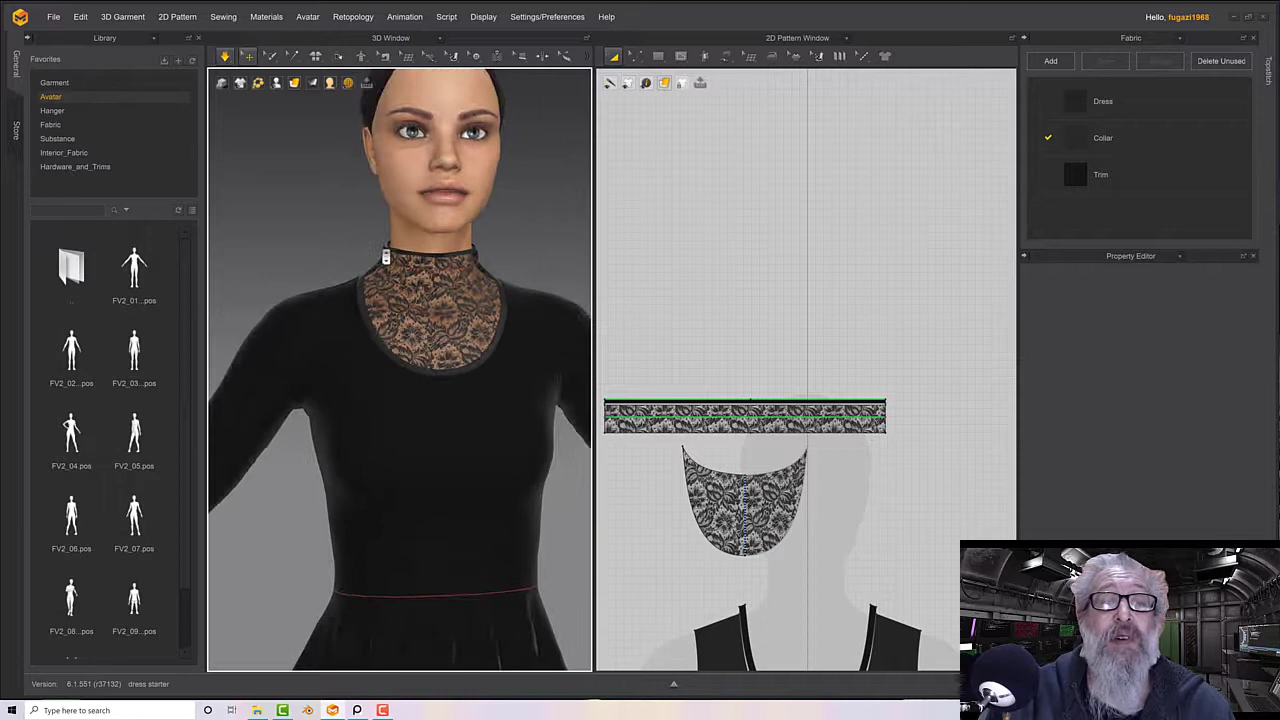 File Edit 3D Garment 2D Pattern Sewing Materials Avatar Retopology Animation Script Display Settings/Preferences Help
Hello, fugazi1968
Library
3D Window
2D Pattern Window
Fabric
General
Store
Topstitch
Favorites
Garment
Avatar
Hanger
Fabric
Substance
Interior_Fabric
Hardware_and_Trims
Add
Delete Unused
Dress
Collar
Trim
Property Editor
..
FV2_01...pos
FV2_02...pos
FV2_03...pos
FV2_04.pos
FV2_05.pos
FV2_06.pos
FV2_07.pos
FV2_08...pos
FV2_09...pos
Version: 6.1.551 (r37132) dress starter
Type here to search